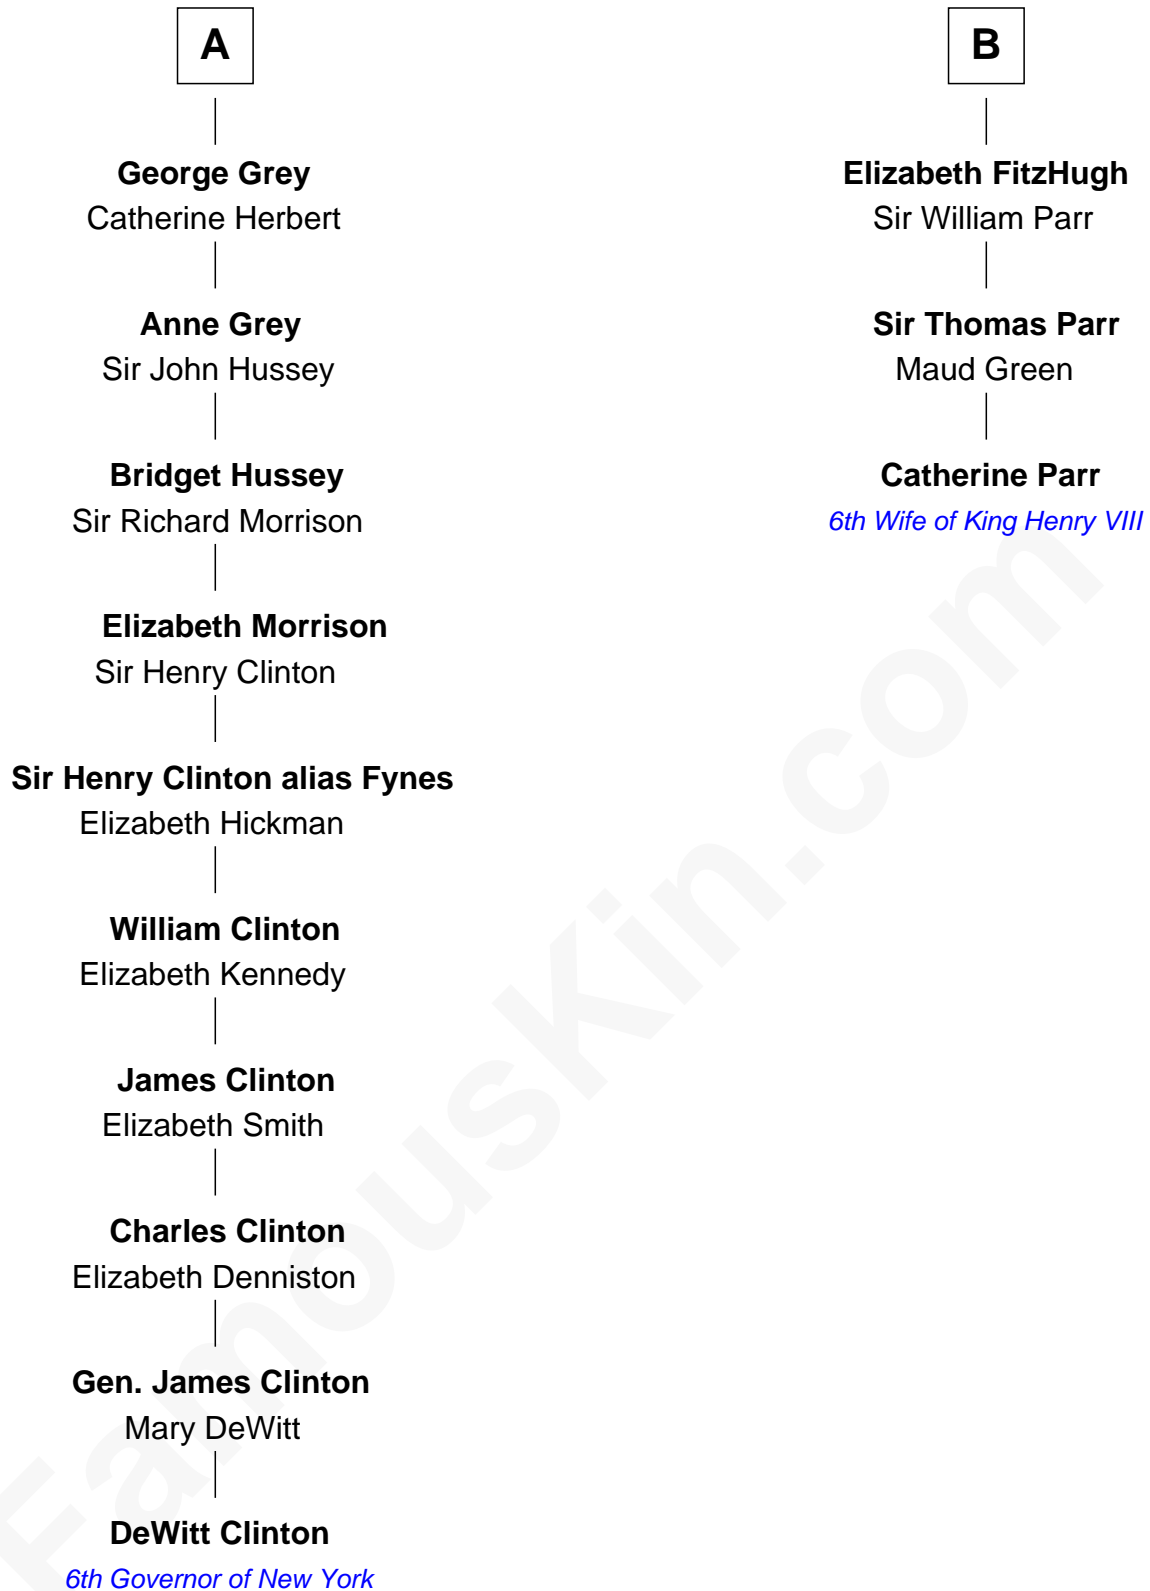 A
George Grey
Catherine Herbert
Anne Grey
Sir John Hussey
Bridget Hussey
Sir Richard Morrison
Elizabeth Morrison
Sir Henry Clinton
Sir Henry Clinton alias Fynes
Elizabeth Hickman
William Clinton
Elizabeth Kennedy
James Clinton
Elizabeth Smith
Charles Clinton
Elizabeth Denniston
Gen. James Clinton
Mary DeWitt
DeWitt Clinton
6th Governor of New York
B
Elizabeth FitzHugh
Sir William Parr
Sir Thomas Parr
Maud Green
Catherine Parr
6th Wife of King Henry VIII
FamousKin.com